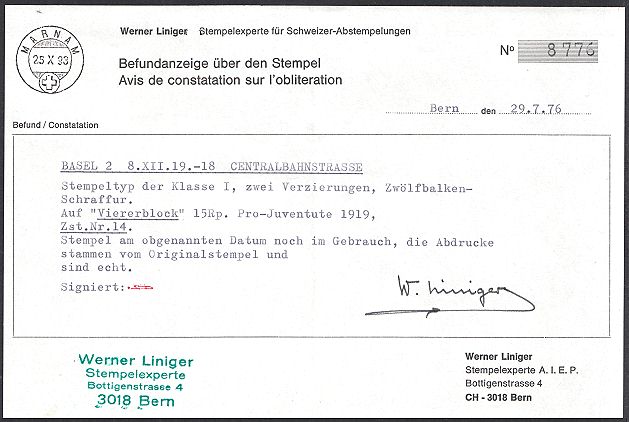 Werner Liniger Stempelexperte für Schweizer-Abstempelungen
MARNAM
25 X 93
Befundanzeige über den Stempel
Avis de constatation sur l'obliteration
No 8776
Bern den 29.7.76
Befund / Constatation
BASEL 2 8.XII.19.-18 CENTRALBAHNSTRASSE
Stempeltyp der Klasse I, zwei Verzierungen, Zwölfbalken-
Schraffur.
Auf "Viererblock" 15Rp. Pro-Juventute 1919,
Zst.Nr.14.
Stempel am obgenannten Datum noch im Gebrauch, die Abdrucke
stammen vom Originalstempel und
sind echt.
Signiert:
W. Liniger
Werner Liniger
Stempelexperte
Bottigenstrasse 4
3018 Bern
Werner Liniger
Stempelexperte A.I.E.P.
Bottigenstrasse 4
CH - 3018 Bern